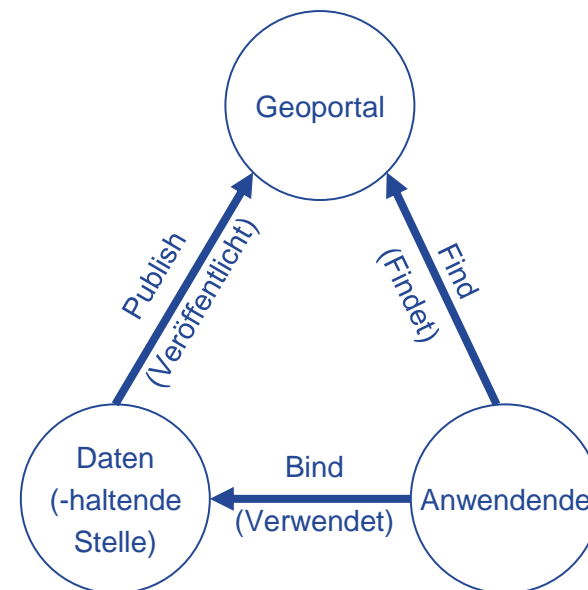 Geoportal
Publish
(Veröffentlicht)
Find
(Findet)
Daten
(-haltende
Stelle)
Bind
(Verwendet)
Anwendende